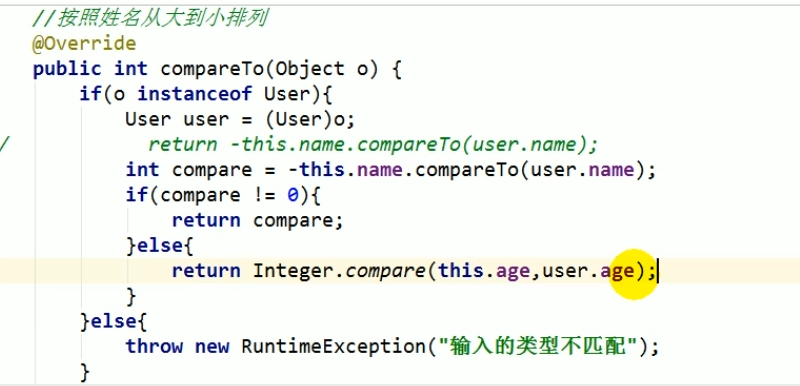 //按照姓名从大到小排列
@Override
public int compareTo(Object o) {
if(o instanceof User){
User user = (User)o;
/ return -this.name.compareTo(user.name);
int compare = -this.name.compareTo(user.name);
if(compare != 0){
return compare;
}else{
return Integer.compare(this.age,user.age);
}
}else{
throw new RuntimeException("输入的类型不匹配");
}